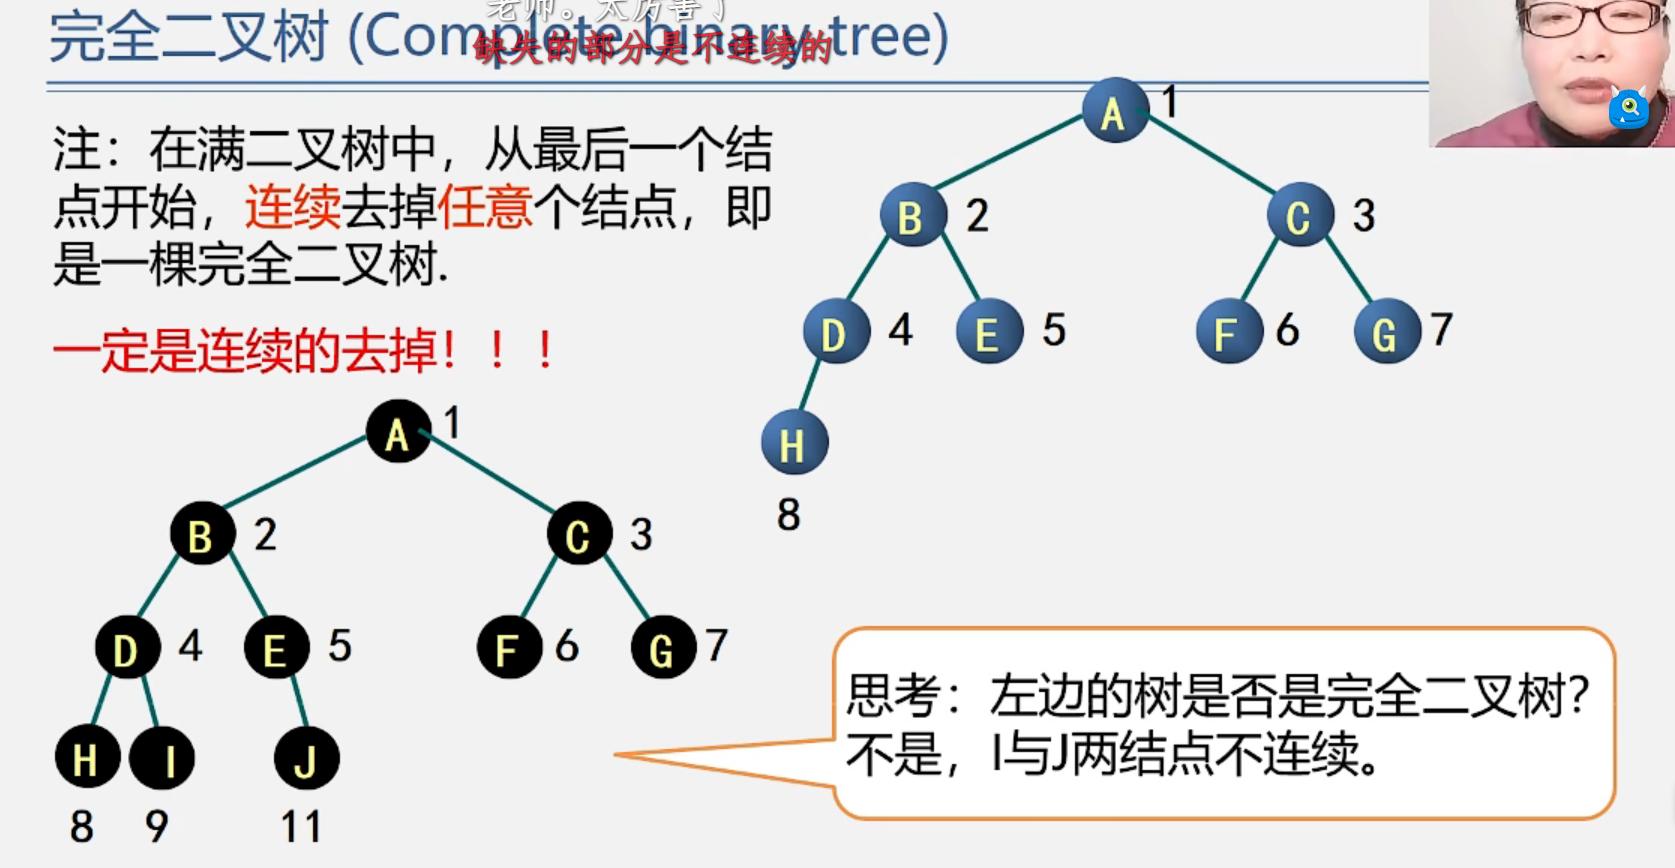 老师。太厉害了
完全二叉树 (Complete binary tree)
缺失的部分是不连续的
注：在满二叉树中，从最后一个结
点开始，连续去掉任意个结点，即
是一棵完全二叉树.
一定是连续的去掉！！！
A 1
B 2
C 3
D 4
E 5
F 6
G 7
H
8
A 1
B 2
C 3
D 4
E 5
F 6
G 7
H I J
8 9 11
思考：左边的树是否是完全二叉树？
不是，I与J两结点不连续。